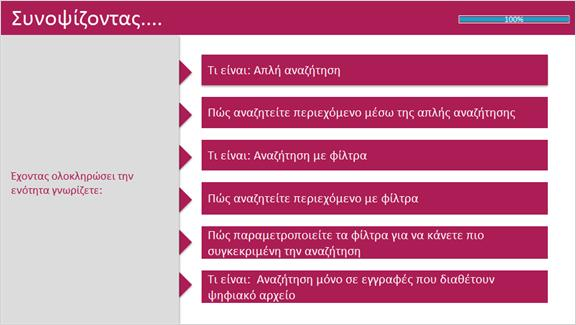 Συνοψίζοντας....
100%
Έχοντας ολοκληρώσει την
ενότητα γνωρίζετε:
Τι είναι: Απλή αναζήτηση
Πώς αναζητείτε περιεχόμενο μέσω της απλής αναζήτησης
Τι είναι: Αναζήτηση με φίλτρα
Πώς αναζητείτε περιεχόμενο με φίλτρα
Πώς παραμετροποιείτε τα φίλτρα για να κάνετε πιο
συγκεκριμένη την αναζήτηση
Τι είναι:  Αναζήτηση μόνο σε εγγραφές που διαθέτουν
ψηφιακό αρχείο